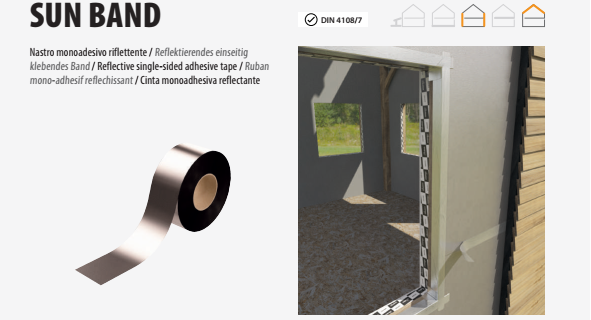 SUN BAND
DIN 4108/7
Nastro monoadesivo riflettente / Reflektierendes einseitig
klebendes Band / Reflective single-sided adhesive tape / Ruban
mono-adhesif reflechissant / Cinta monoadhesiva reflectante